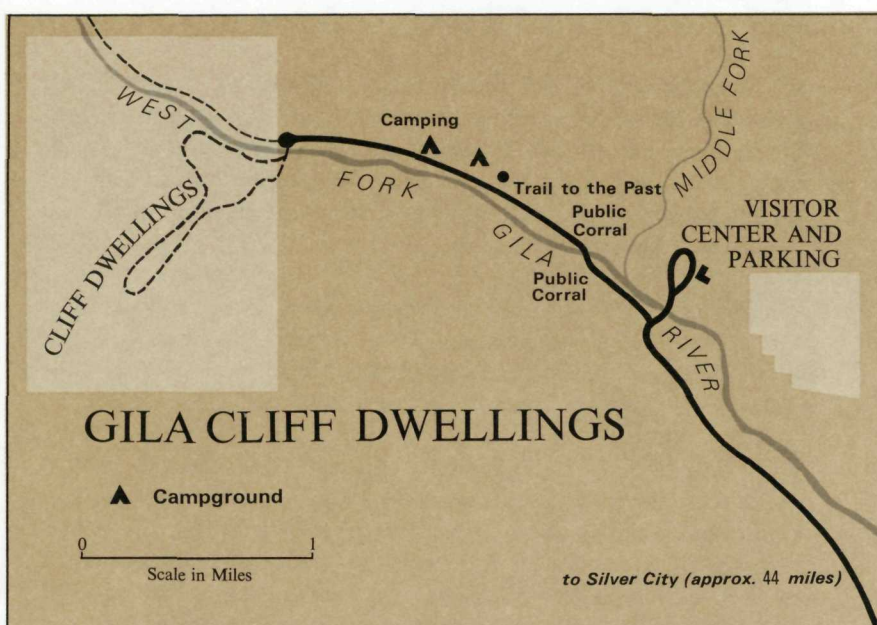 WEST
FORK
GILA
RIVER
MIDDLE FORK
CLIFF DWELLINGS
Camping
Trail to the Past
Public
Corral
Public
Corral
VISITOR
CENTER AND
PARKING
GILA CLIFF DWELLINGS
Campground
0 1
Scale in Miles
to Silver City (approx. 44 miles)